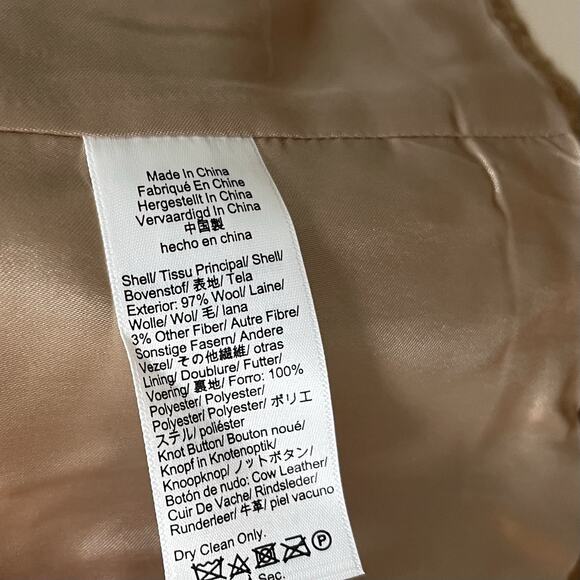 Made In China
Fabriqué En Chine
Hergestellt In China
Vervaardigd In China
中国製
hecho en china
Shell/ Tissu Principal/ Shell/
Bovenstof/ 表地/ Tela
Exterior: 97% Wool/ Laine/
Wolle/ Wol/ 毛/ lana
3% Other Fiber/ Autre Fibre/
Sonstige Fasern/ Andere
Vezel/ その他繊維/ otras
Lining/ Doublure/ Futter/
Voering/ 裏地/ Forro: 100%
Polyester/ Polyester/
Polyester/ Polyester/ ポリエ
ステル/ poliéster
Knot Button/ Bouton noué/
Knopf in Knotenoptik/
Knoopknop/ ノットボタン/
Botón de nudo: Cow Leather/
Cuir De Vache/ Rindsleder/
Runderleer/ 牛革/ piel vacuno
Dry Clean Only.
P
Sec.